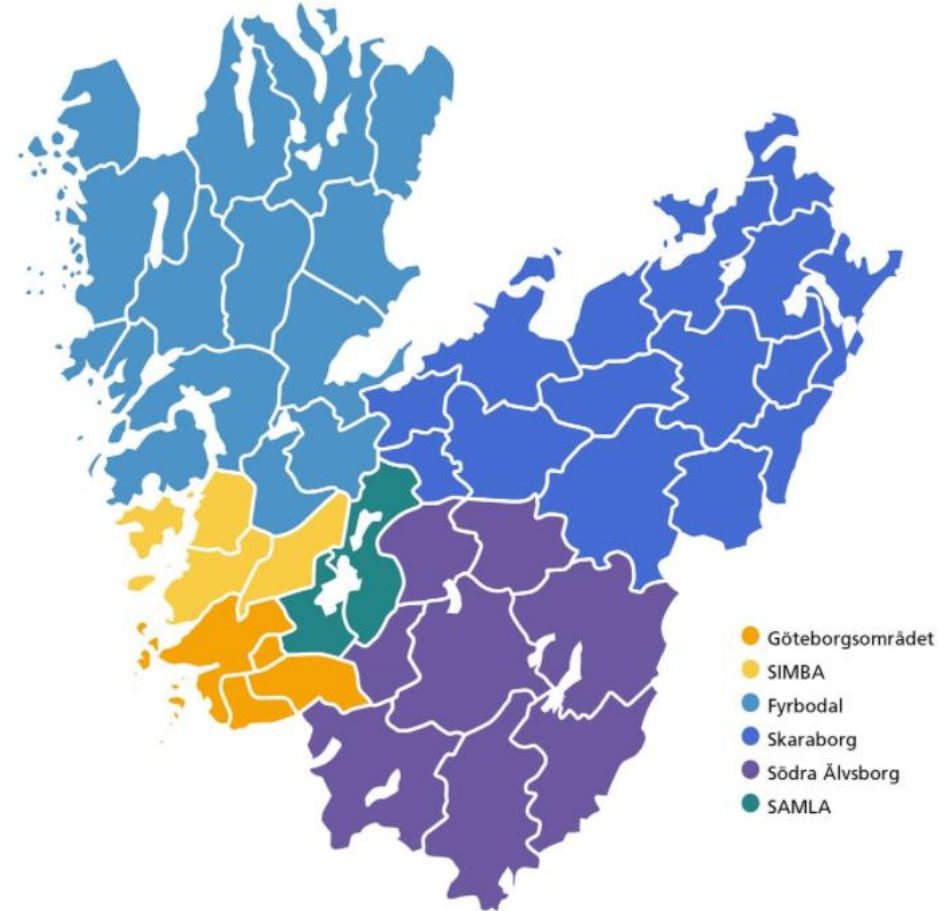 Göteborgsområdet
SIMBA
Fyrbodal
Skaraborg
Södra Älvsborg
SAMLA